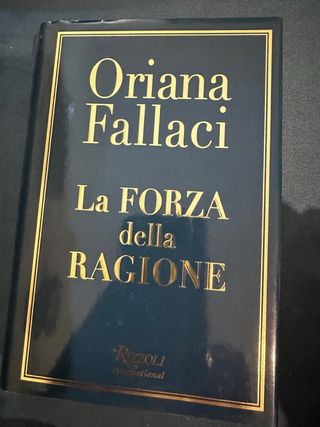 Oriana
Fallaci
La FORZA
della
RAGIONE
RIZZOLI
international